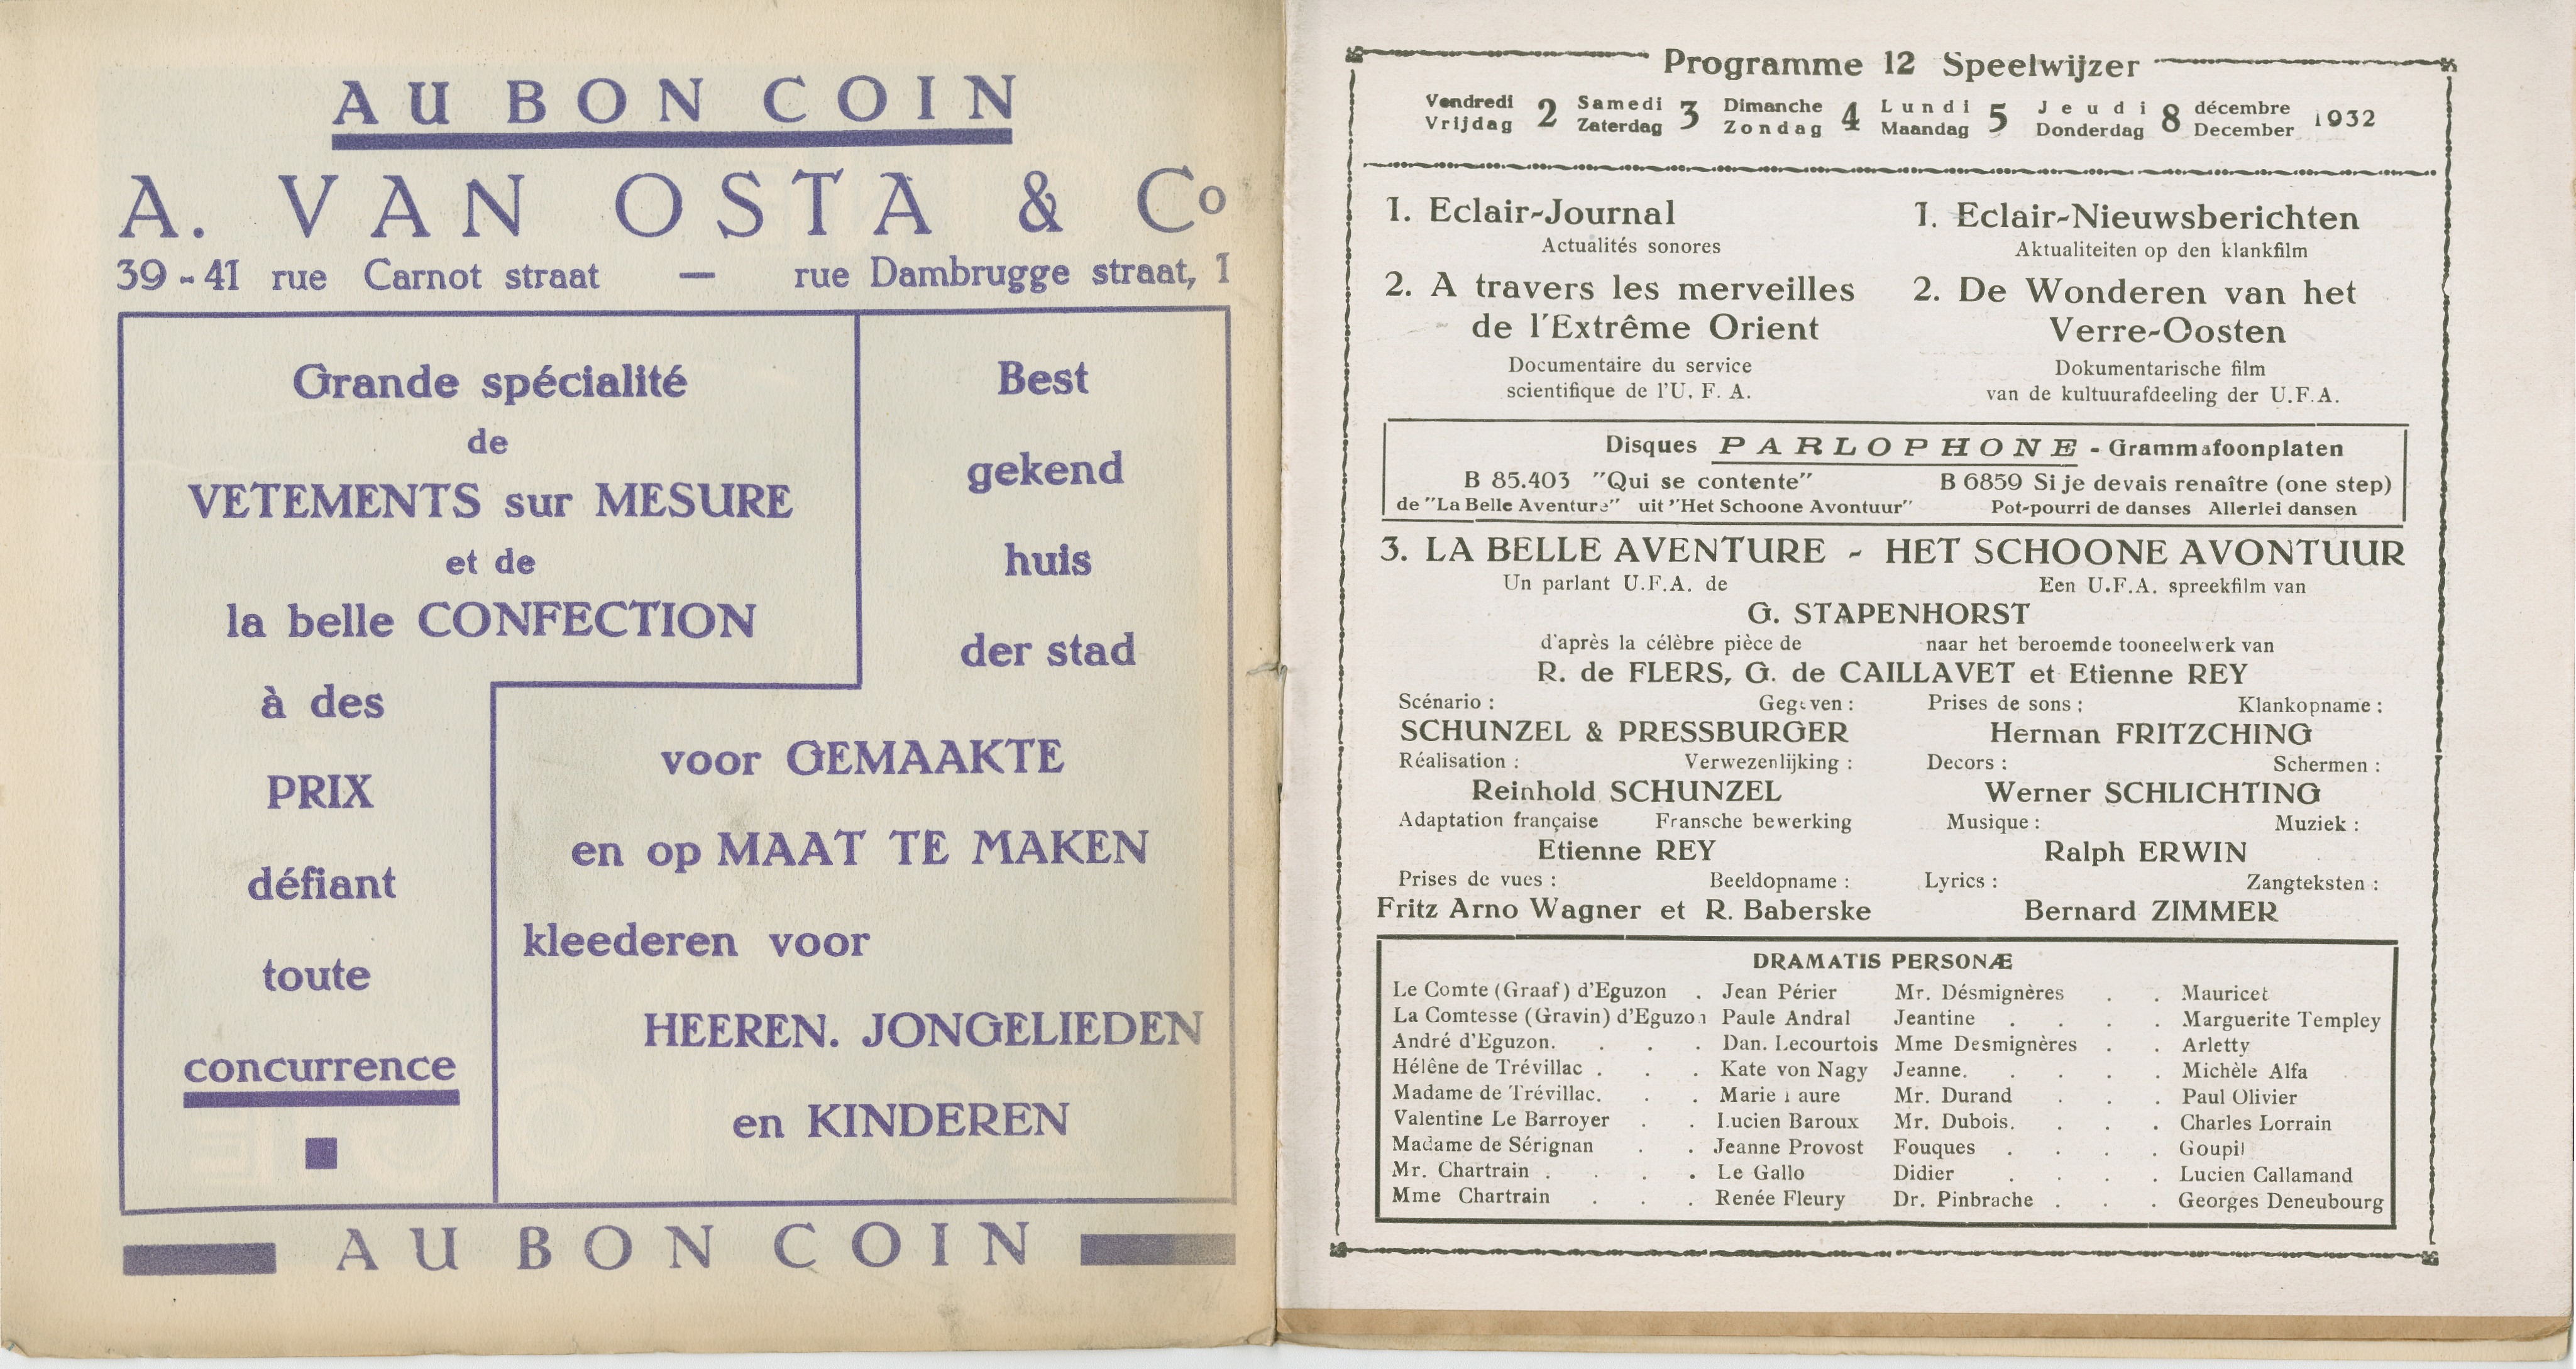 AU BON COIN
A. VAN OSTA & Co
39-41 rue Carnot straat — rue Dambrugge straat, 1
Grande spécialité
de
VETEMENTS sur MESURE
et de
la belle CONFECTION
à des
PRIX
défiant
toute
concurrence
Best
gekend
huis
der stad
voor GEMAAKTE
en op MAAT TE MAKEN
kleederen voor
HEEREN. JONGELIEDEN
en KINDEREN
AU BON COIN
Programme 12 Speelwijzer
Vendredi 2 Samedi 3 Dimanche 4 Lundi 5 Jeudi 8 décembre 1932
Vrijdag Zaterdag Zondag Maandag Donderdag December
1. Eclair-Journal
Actualités sonores
2. A travers les merveilles
de l'Extrême Orient
Documentaire du service
scientifique de l'U. F. A.
1. Eclair-Nieuwsberichten
Aktualiteiten op den klankfilm
2. De Wonderen van het
Verre-Oosten
Dokumentarische film
van de kultuurafdeeling der U.F.A.
Disques PARLOPHONE - Grammafoonplaten
B 85.403 "Qui se contente" B 6859 Si je devais renaître (one step)
de "La Belle Aventure" uit "Het Schoone Avontuur" Pot-pourri de danses Allerlei dansen
3. LA BELLE AVENTURE - HET SCHOONE AVONTUUR
Un parlant U.F.A. de Een U.F.A. spreekfilm van
G. STAPENHORST
d'après la célèbre pièce de naar het beroemde tooneelwerk van
R. de FLERS, G. de CAILLAVET et Etienne REY
Scénario : Gegeven : Prises de sons : Klankopname :
SCHUNZEL & PRESSBURGER Herman FRITZCHING
Réalisation : Verwezenlijking : Decors : Schermen :
Reinhold SCHUNZEL Werner SCHLICHTING
Adaptation française Fransche bewerking Musique : Muziek :
Etienne REY Ralph ERWIN
Prises de vues : Beeldopname : Lyrics : Zangteksten :
Fritz Arno Wagner et R. Baberske Bernard ZIMMER
DRAMATIS PERSONÆ
Le Comte (Graaf) d'Eguzon . Jean Périer Mr. Désmignères . . Mauricet
La Comtesse (Gravin) d'Eguzon Paule Andral Jeantine . . . . Marguerite Templey
André d'Eguzon. . . . Dan. Lecourtois Mme Desmignères . . Arletty
Hélène de Trévillac . . . Kate von Nagy Jeanne. . . . . Michèle Alfa
Madame de Trévillac. . . Marie Laure Mr. Durand . . . Paul Olivier
Valentine Le Barroyer . . Lucien Baroux Mr. Dubois. . . . Charles Lorrain
Madame de Sérignan . . Jeanne Provost Fouques . . . . Goupil
Mr. Chartrain . . . . Le Gallo Didier . . . . Lucien Callamand
Mme Chartrain . . . Renée Fleury Dr. Pinbrache . . . Georges Deneubourg